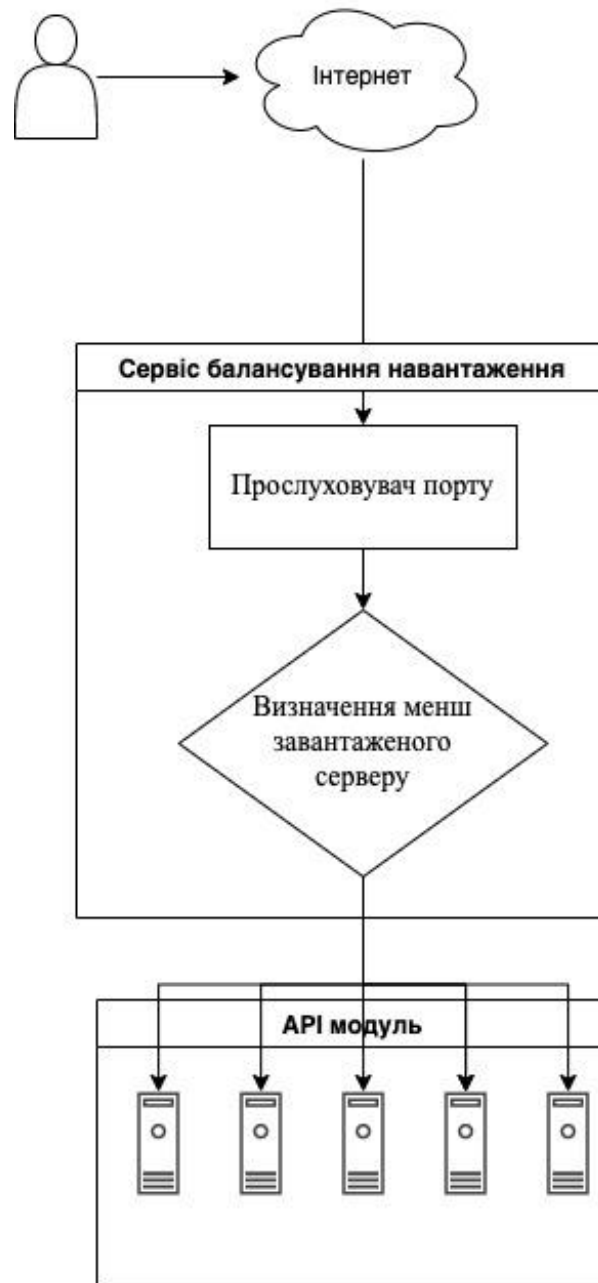 Інтернет
Сервіс балансування навантаження
Прослуховувач порту
Визначення менш
завантаженого
серверу
API модуль